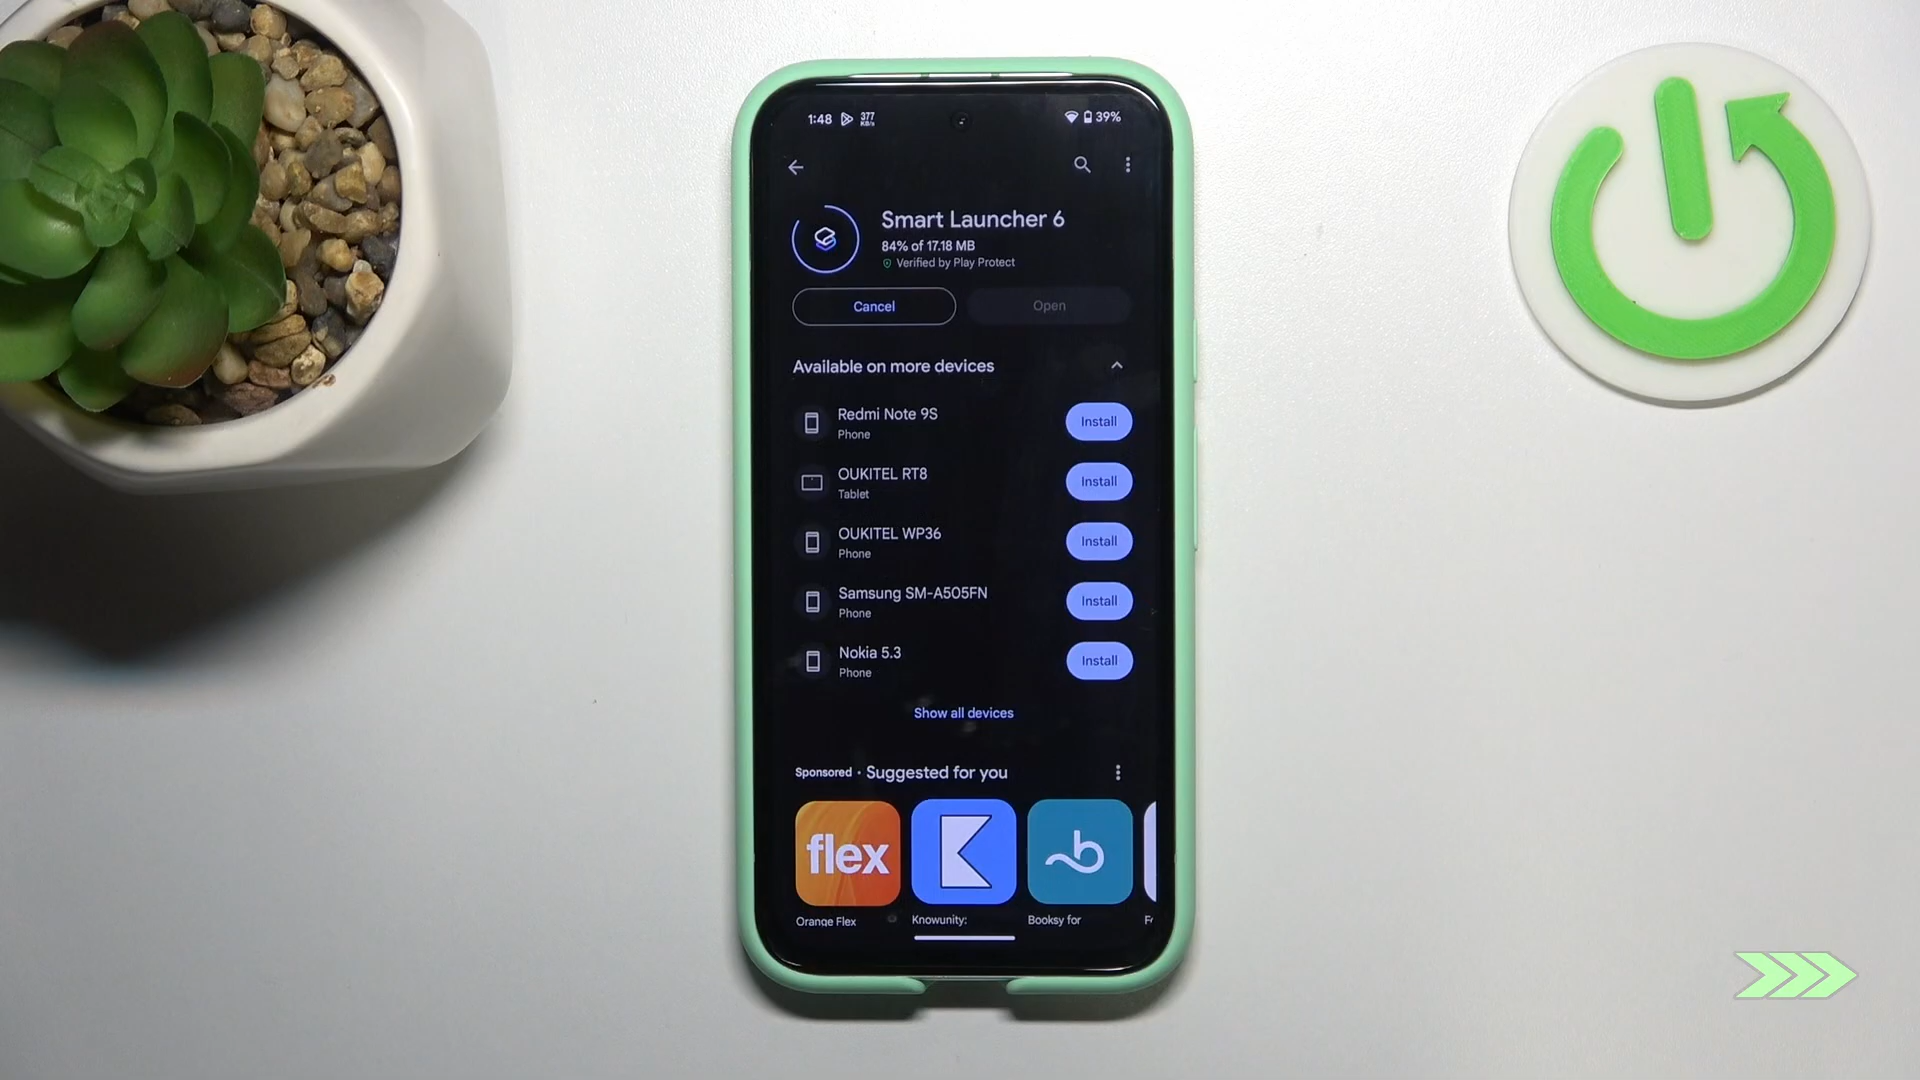 1:48 377 KB/s 39%
Smart Launcher 6
84% of 17.18 MB
Verified by Play Protect
Cancel Open
Available on more devices
Redmi Note 9S
Phone
Install
OUKITEL RT8
Tablet
Install
OUKITEL WP36
Phone
Install
Samsung SM-A505FN
Phone
Install
Nokia 5.3
Phone
Install
Show all devices
Sponsored • Suggested for you
flex
b
Orange Flex Knowunity: Booksy for